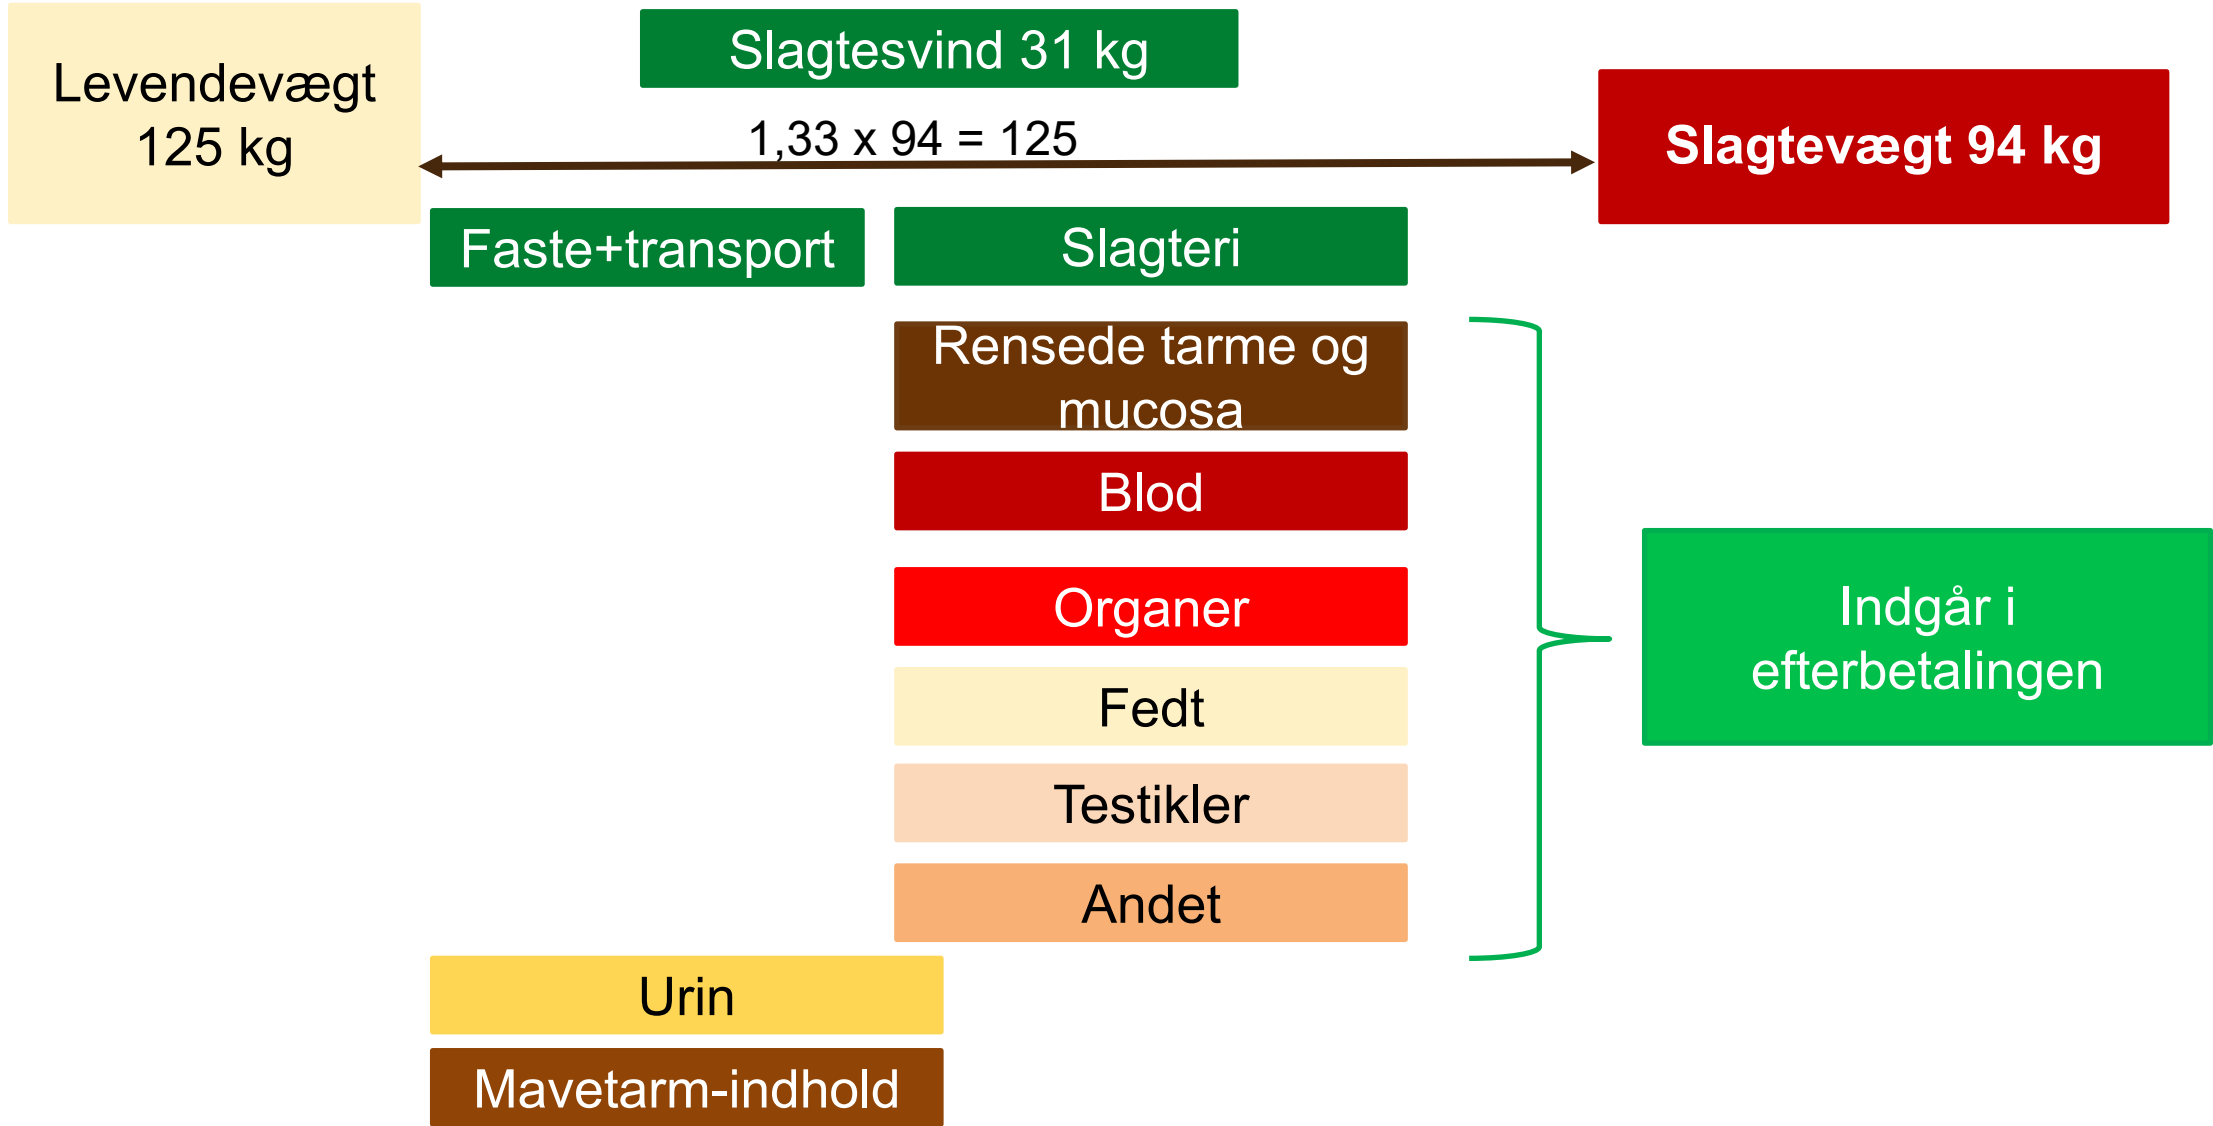 Levendevægt
125 kg
Slagtesvind 31 kg
1,33 x 94 = 125
Slagtevægt 94 kg
Faste+transport
Slagteri
Rensede tarme og
mucosa
Blod
Organer
Fedt
Testikler
Andet
Indgår i
efterbetalingen
Urin
Mavetarm-indhold